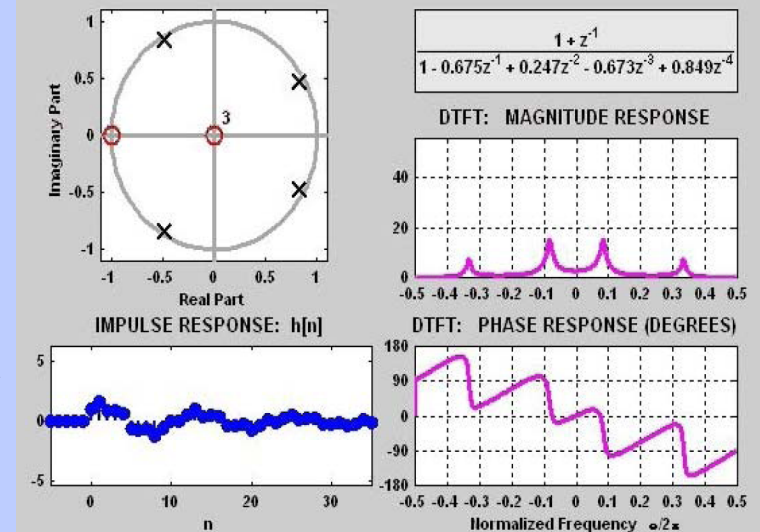 1
0.5
0
-0.5
-1
Imaginary Part
3
-1 -0.5 0 0.5 1
Real Part
1 + z^-1
1 - 0.675z^-1 + 0.247z^-2 - 0.673z^-3 + 0.849z^-4
DTFT: MAGNITUDE RESPONSE
40
20
0
-0.5 -0.4 -0.3 -0.2 -0.1 0 0.1 0.2 0.3 0.4 0.5
IMPULSE RESPONSE: h[n]
5
0
-5
0 10 20 30
n
DTFT: PHASE RESPONSE (DEGREES)
180
90
0
-90
-180
-0.5 -0.4 -0.3 -0.2 -0.1 0 0.1 0.2 0.3 0.4 0.5
Normalized Frequency